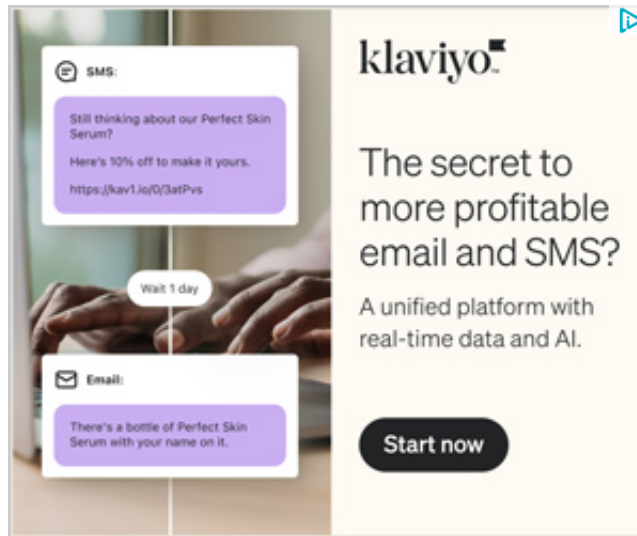 SMS:
Still thinking about our Perfect Skin
Serum?
Here's 10% off to make it yours.
https://kav1.io/0/3atPvs
Wait 1 day
Email:
There's a bottle of Perfect Skin
Serum with your name on it.
klaviyo™
The secret to
more profitable
email and SMS?
A unified platform with
real-time data and AI.
Start now